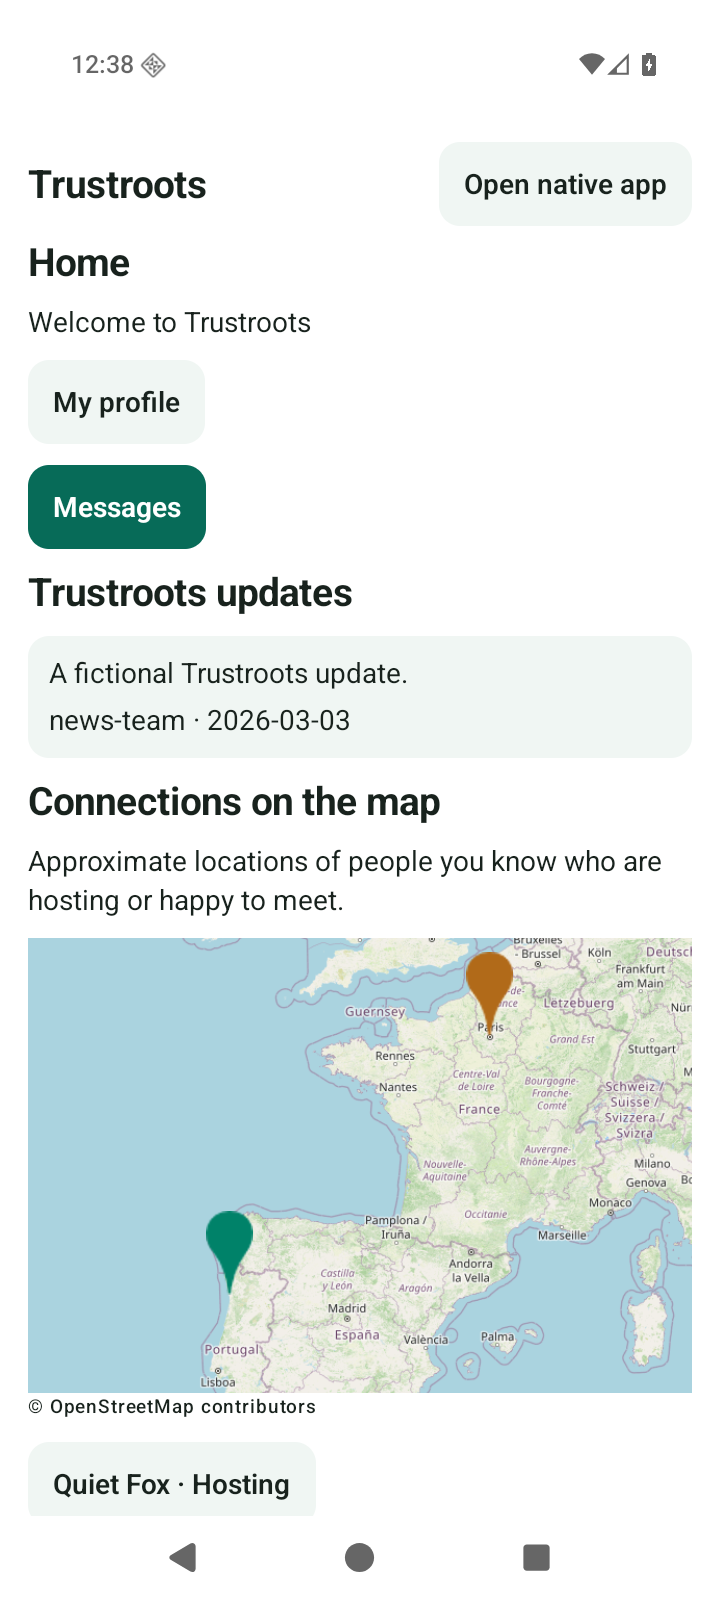 12:38
Trustroots
Open native app
Home
Welcome to Trustroots
My profile
Messages
Trustroots updates
A fictional Trustroots update.
news-team · 2026-03-03
Connections on the map
Approximate locations of people you know who are
hosting or happy to meet.
Bruxelles
- Brussel
Köln
Deutsch
Frankfurt
am Main
Guernsey
Letzebuerg
Nür
Paris
Rennes
Grand Est
Stuttgart
Nantes
Centre-Val
de Loire
Bourgogne-
Franche-
Comté
Schweiz /
Suisse /
Svizzera /
Svizra
France
Auvergne-
Rhône-Alpes
Milano
Nouvelle-
Aquitaine
Genova
Monaco
Occitanie
Pamplona /
Iruña
Marseille
Andorra
la Vella
Castilla
y León
Aragón
Madrid
España
València
Palma
Portugal
Lisboa
© OpenStreetMap contributors
Quiet Fox · Hosting